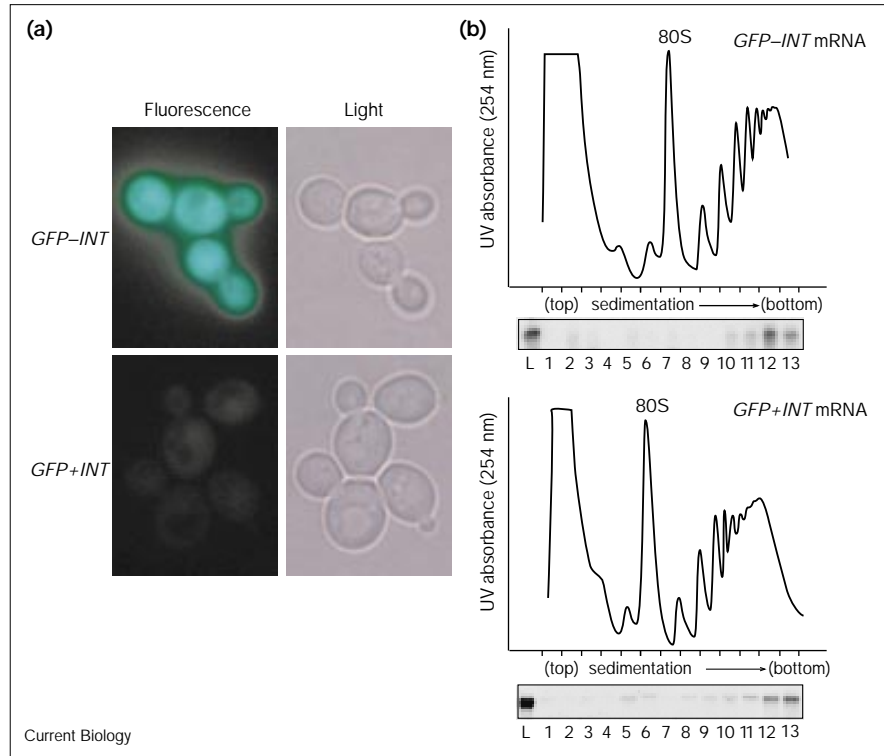 (a)
Fluorescence
Light
GFP–INT
GFP+INT
Current Biology
(b)
80S
GFP–INT mRNA
UV absorbance (254 nm)
(top) sedimentation (bottom)
L 1 2 3 4 5 6 7 8 9 10 11 12 13
80S
GFP+INT mRNA
UV absorbance (254 nm)
(top) sedimentation (bottom)
L 1 2 3 4 5 6 7 8 9 10 11 12 13